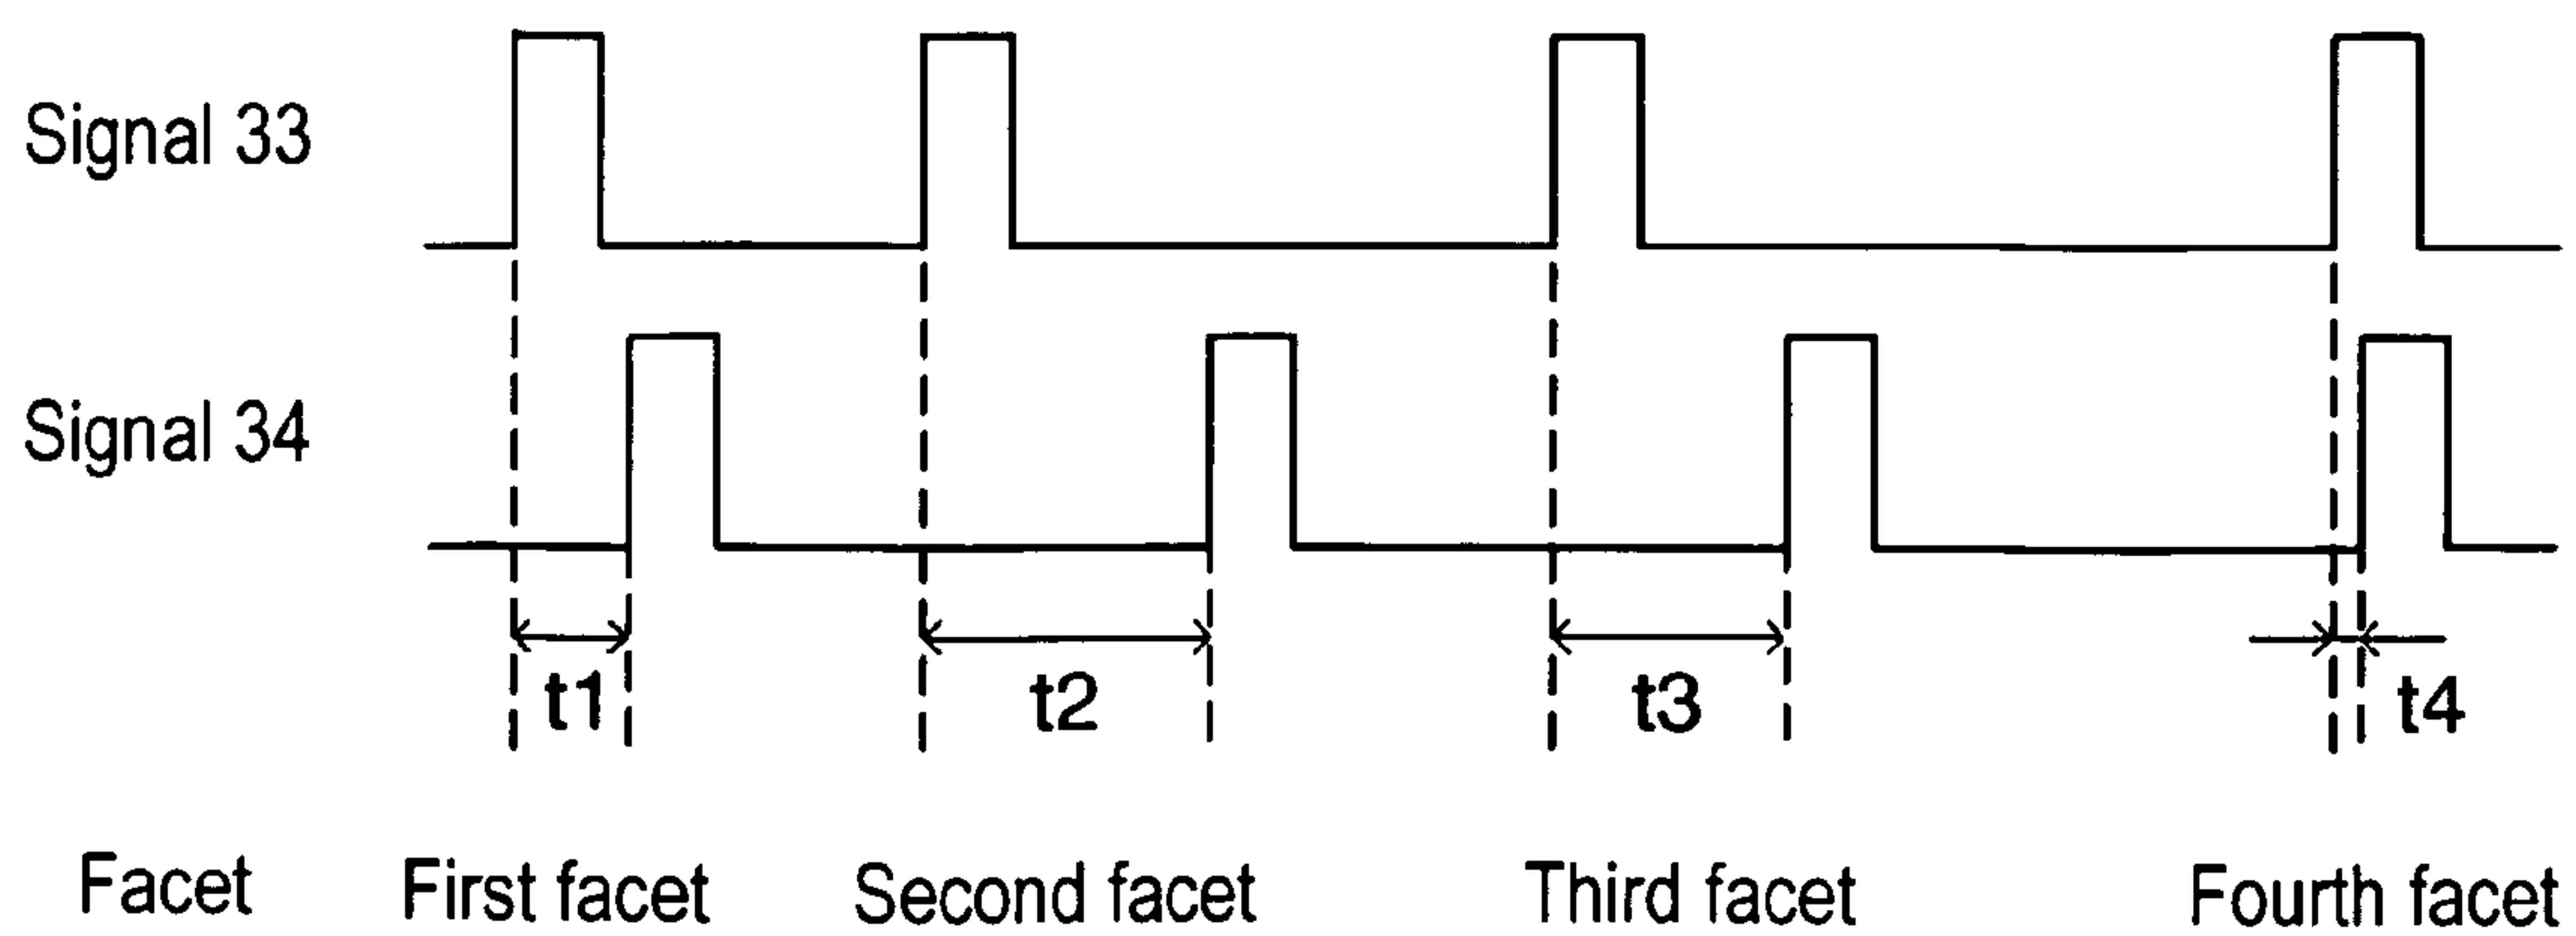 Signal 33
Signal 34
t1 t2 t3 t4
Facet First facet Second facet Third facet Fourth facet